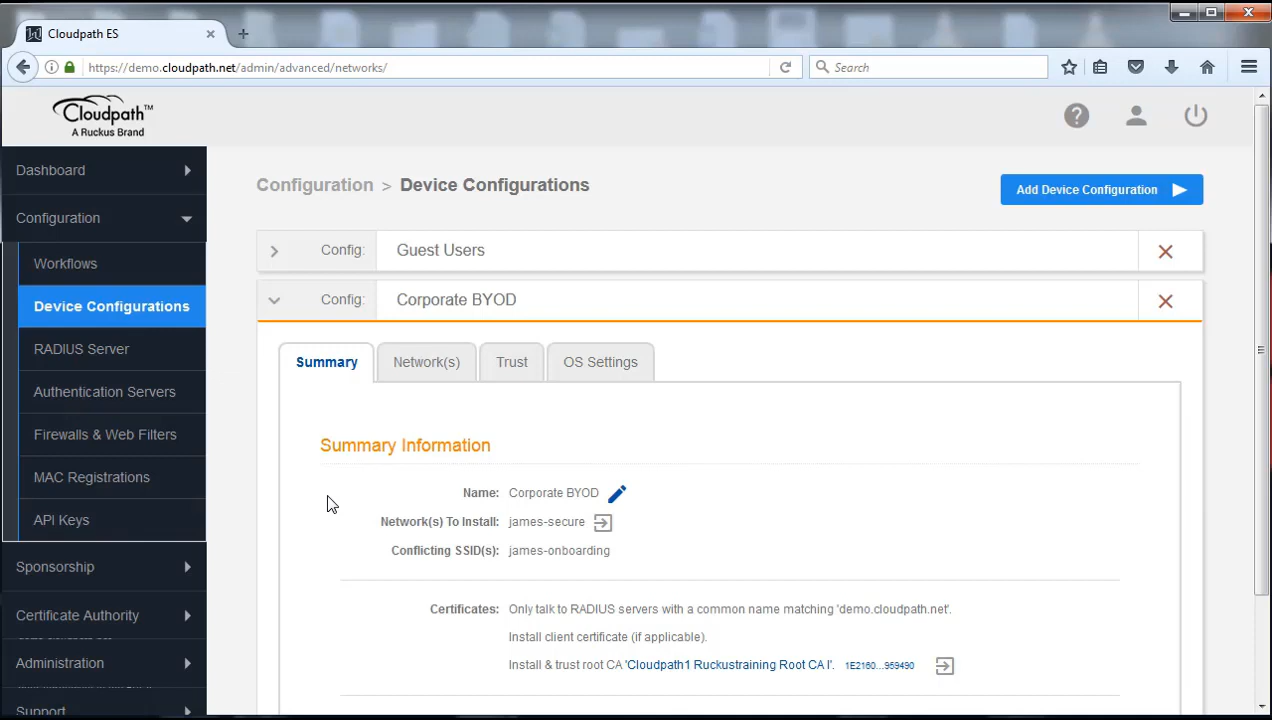 Cloudpath ES
https://demo.cloudpath.net/admin/advanced/networks/
Search
Cloudpath™
A Ruckus Brand
Dashboard
Configuration
Workflows
Device Configurations
RADIUS Server
Authentication Servers
Firewalls & Web Filters
MAC Registrations
API Keys
Sponsorship
Certificate Authority
Administration
Support
Configuration > Device Configurations
Add Device Configuration
Config: Guest Users
Config: Corporate BYOD
Summary Network(s) Trust OS Settings
Summary Information
Name: Corporate BYOD
Network(s) To Install: james-secure
Conflicting SSID(s): james-onboarding
Certificates: Only talk to RADIUS servers with a common name matching 'demo.cloudpath.net'.
Install client certificate (if applicable).
Install & trust root CA 'Cloudpath1 Ruckustraining Root CA I'. 1E2160...959490